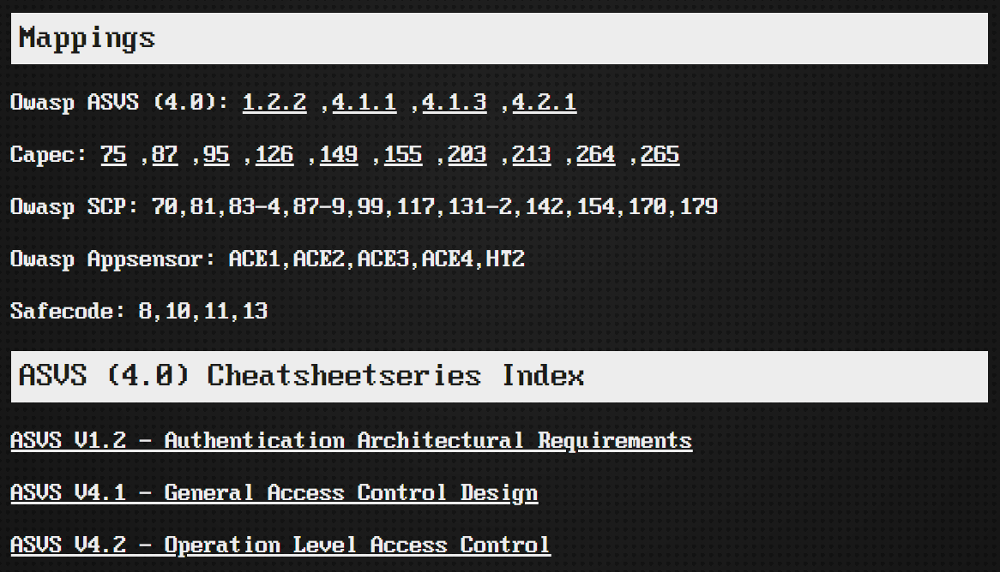 Mappings
Owasp ASVS (4.0): 1.2.2 ,4.1.1 ,4.1.3 ,4.2.1
Capec: 75 ,87 ,95 ,126 ,149 ,155 ,203 ,213 ,264 ,265
Owasp SCP: 70,81,83-4,87-9,99,117,131-2,142,154,170,179
Owasp Appsensor: ACE1,ACE2,ACE3,ACE4,HT2
Safecode: 8,10,11,13
ASVS (4.0) Cheatsheetseries Index
ASVS V1.2 - Authentication Architectural Requirements
ASVS V4.1 - General Access Control Design
ASVS V4.2 - Operation Level Access Control